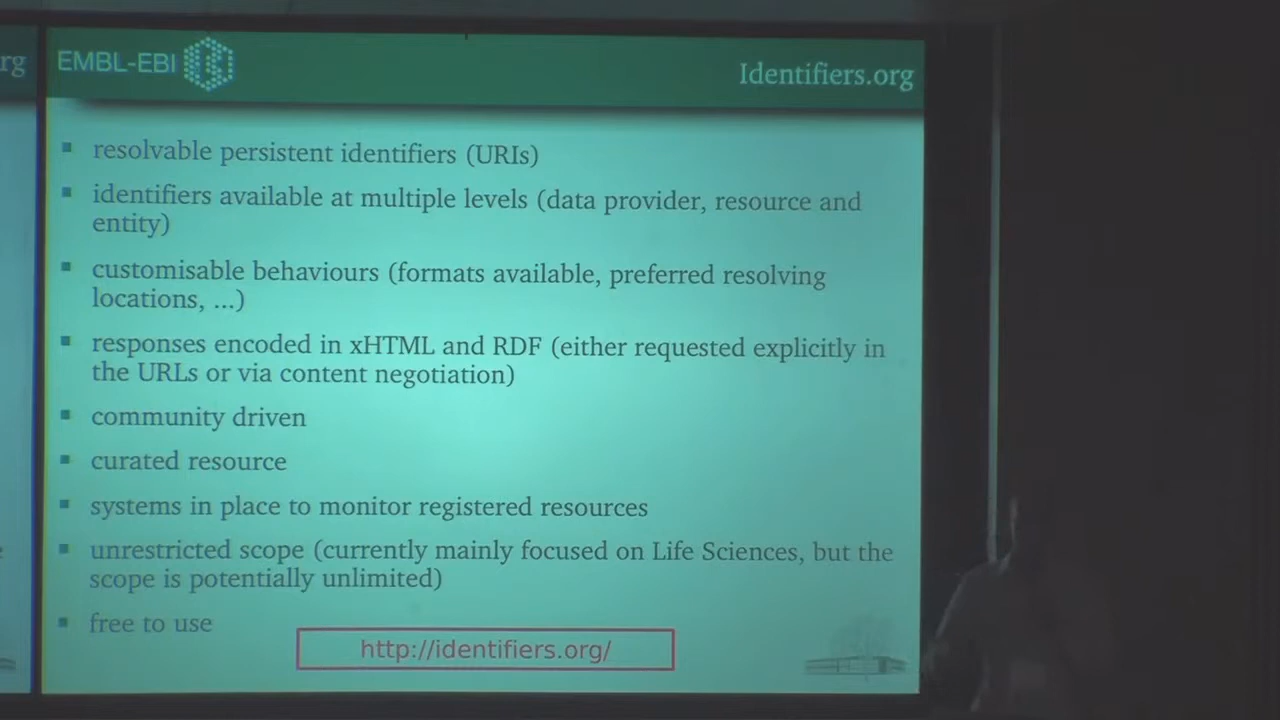 rg
EMBL-EBI
Identifiers.org
resolvable persistent identifiers (URIs)
identifiers available at multiple levels (data provider, resource and
entity)
customisable behaviours (formats available, preferred resolving
locations, ...)
responses encoded in xHTML and RDF (either requested explicitly in
the URLs or via content negotiation)
community driven
curated resource
systems in place to monitor registered resources
unrestricted scope (currently mainly focused on Life Sciences, but the
scope is potentially unlimited)
free to use
http://identifiers.org/